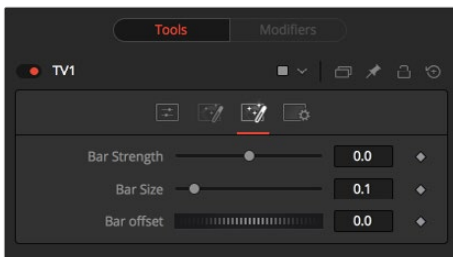 Tools Modifiers
TV1
Bar Strength 0.0
Bar Size 0.1
Bar offset 0.0